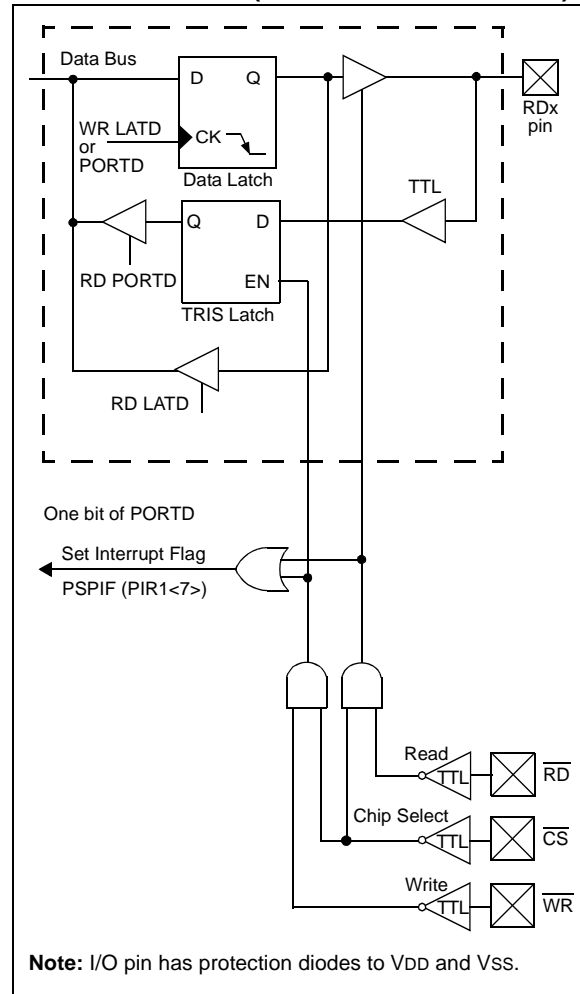 Data Bus
D Q
RDx
pin
WR LATD
or
PORTD
CK
Data Latch
TTL
Q D
RD PORTD
EN
TRIS Latch
RD LATD
One bit of PORTD
Set Interrupt Flag
PSPIF (PIR1<7>)
Read
TTL RD
Chip Select
TTL CS
Write
TTL WR
Note: I/O pin has protection diodes to VDD and VSS.